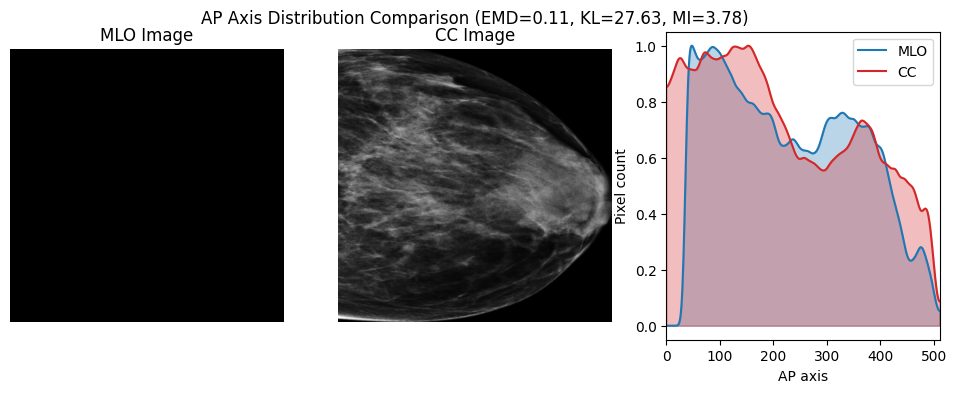 AP Axis Distribution Comparison (EMD=0.11, KL=27.63, MI=3.78)
MLO Image
CC Image
MLO
CC
Pixel count
1.0
0.8
0.6
0.4
0.2
0.0
0 100 200 300 400 500
AP axis